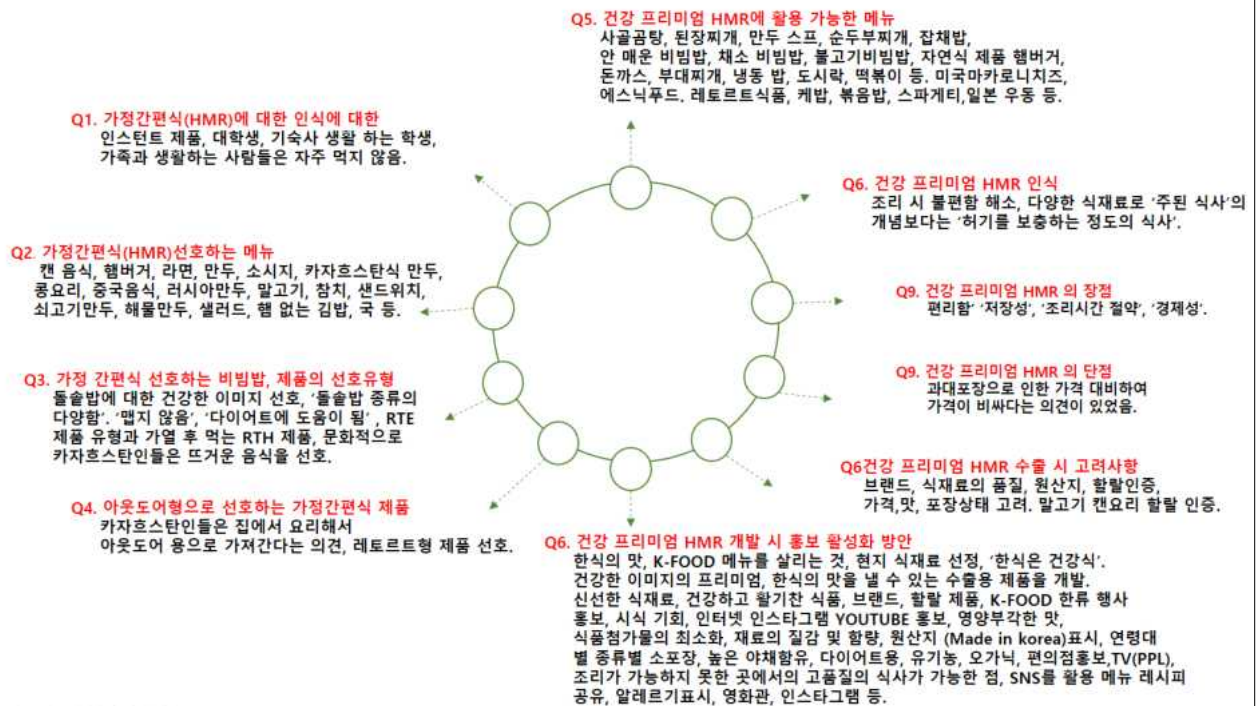 Q5. 건강 프리미엄 HMR에 활용 가능한 메뉴
사골곰탕, 된장찌개, 만두 스프, 순두부찌개, 잡채밥,
안 매운 비빔밥, 채소 비빔밥, 불고기비빔밥, 자연식 제품 햄버거,
돈까스, 부대찌개, 냉동 밥, 도시락, 떡볶이 등. 미국마카로니치즈,
에스닉푸드. 레토르트식품, 케밥, 볶음밥, 스파게티,일본 우동 등.
Q1. 가정간편식(HMR)에 대한 인식에 대한
인스턴트 제품, 대학생, 기숙사 생활 하는 학생,
가족과 생활하는 사람들은 자주 먹지 않음.
Q6. 건강 프리미엄 HMR 인식
조리 시 불편함 해소, 다양한 식재료로 '주된 식사'의
개념보다는 '허기를 보충하는 정도의 식사'.
Q2. 가정간편식(HMR)선호하는 메뉴
캔 음식, 햄버거, 라면, 만두, 소시지, 카자흐스탄식 만두,
콩요리, 중국음식, 러시아만두, 말고기, 참치, 샌드위치,
쇠고기만두, 해물만두, 샐러드, 햄 없는 김밥, 국 등.
Q9. 건강 프리미엄 HMR 의 장점
편리함' '저장성', '조리시간 절약', '경제성'.
Q3. 가정 간편식 선호하는 비빔밥, 제품의 선호유형
돌솥밥에 대한 건강한 이미지 선호, '돌솥밥 종류의
다양함'. '맵지 않음', '다이어트에 도움이 됨' , RTE
제품 유형과 가열 후 먹는 RTH 제품, 문화적으로
카자흐스탄인들은 뜨거운 음식을 선호.
Q9. 건강 프리미엄 HMR 의 단점
과대포장으로 인한 가격 대비하여
가격이 비싸다는 의견이 있었음.
Q4. 아웃도어형으로 선호하는 가정간편식 제품
카자흐스탄인들은 집에서 요리해서
아웃도어 용으로 가져간다는 의견, 레토르트형 제품 선호.
Q6건강 프리미엄 HMR 수출 시 고려사항
브랜드, 식재료의 품질, 원산지, 할랄인증,
가격,맛, 포장상태 고려. 말고기 캔요리 할랄 인증.
Q6. 건강 프리미엄 HMR 개발 시 홍보 활성화 방안
한식의 맛, K-FOOD 메뉴를 살리는 것, 현지 식재료 선정, '한식은 건강식'.
건강한 이미지의 프리미엄, 한식의 맛을 낼 수 있는 수출용 제품을 개발.
신선한 식재료, 건강하고 활기찬 식품, 브랜드, 할랄 제품, K-FOOD 한류 행사
홍보, 시식 기회, 인터넷 인스타그램 YOUTUBE 홍보, 영양부각한 맛,
식품첨가물의 최소화, 재료의 질감 및 함량, 원산지 (Made in korea)표시, 연령대
별 종류별 소포장, 높은 야채함유, 다이어트용, 유기농, 오가닉, 편의점홍보,TV(PPL),
조리가 가능하지 못한 곳에서의 고품질의 식사가 가능한 점, SNS를 활용 메뉴 레시피
공유, 알레르기표시, 영화관, 인스타그램 등.